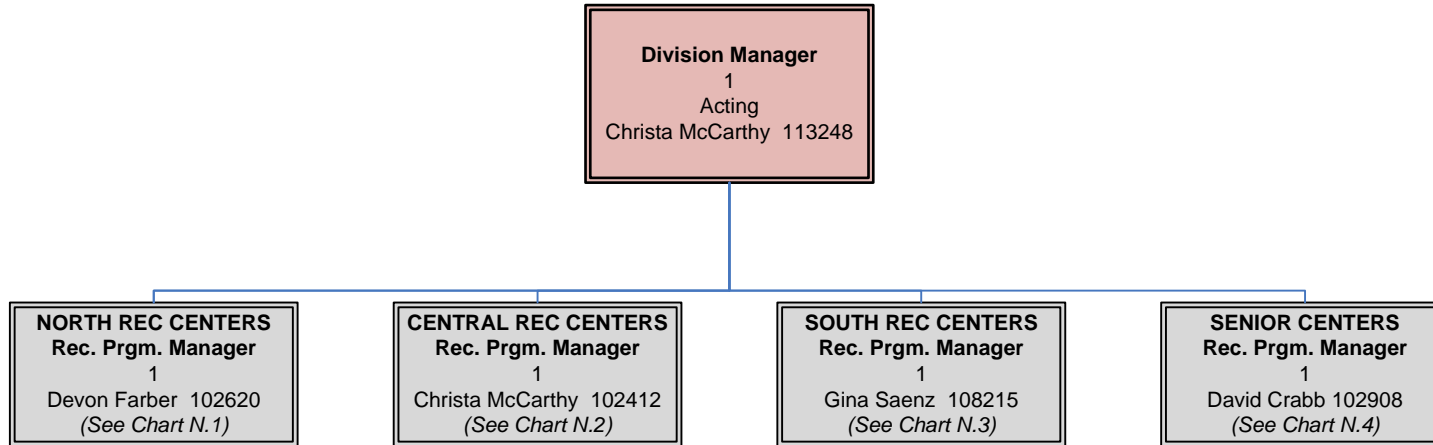 Division Manager
1
Acting
Christa McCarthy 113248
NORTH REC CENTERS
Rec. Prgm. Manager
1
Devon Farber 102620
(See Chart N.1)
CENTRAL REC CENTERS
Rec. Prgm. Manager
1
Christa McCarthy 102412
(See Chart N.2)
SOUTH REC CENTERS
Rec. Prgm. Manager
1
Gina Saenz 108215
(See Chart N.3)
SENIOR CENTERS
Rec. Prgm. Manager
1
David Crabb 102908
(See Chart N.4)